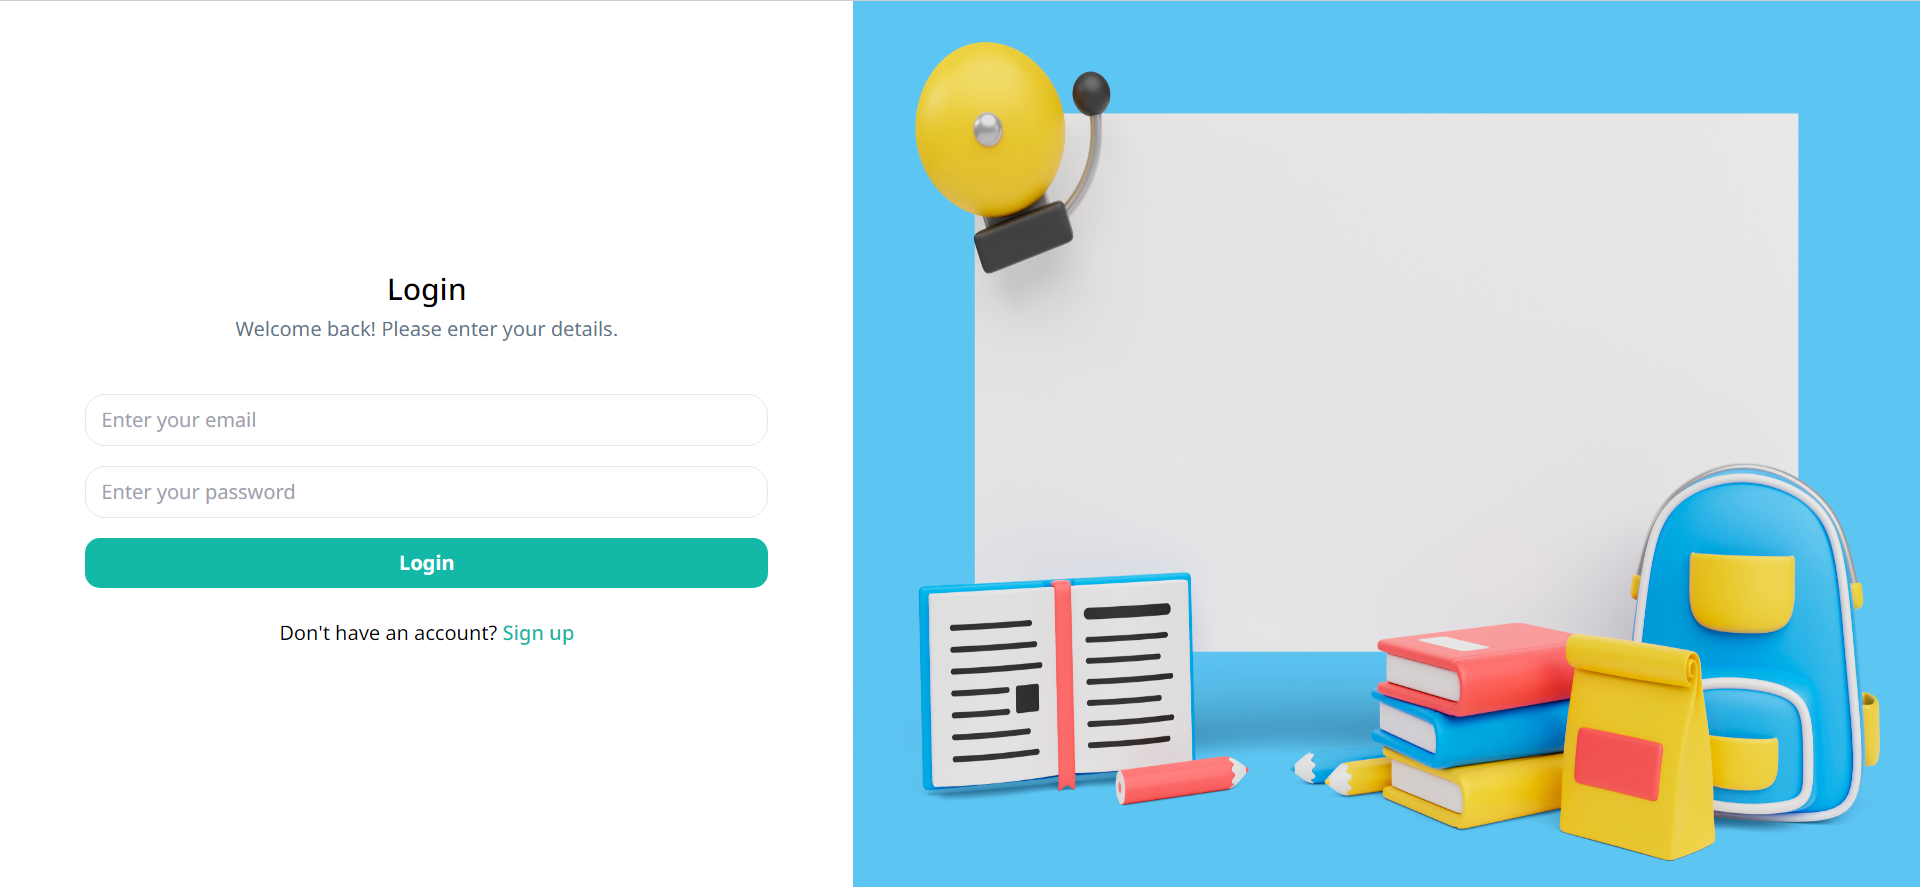 Login
Welcome back! Please enter your details.
Enter your email
Enter your password
Login
Don't have an account? Sign up